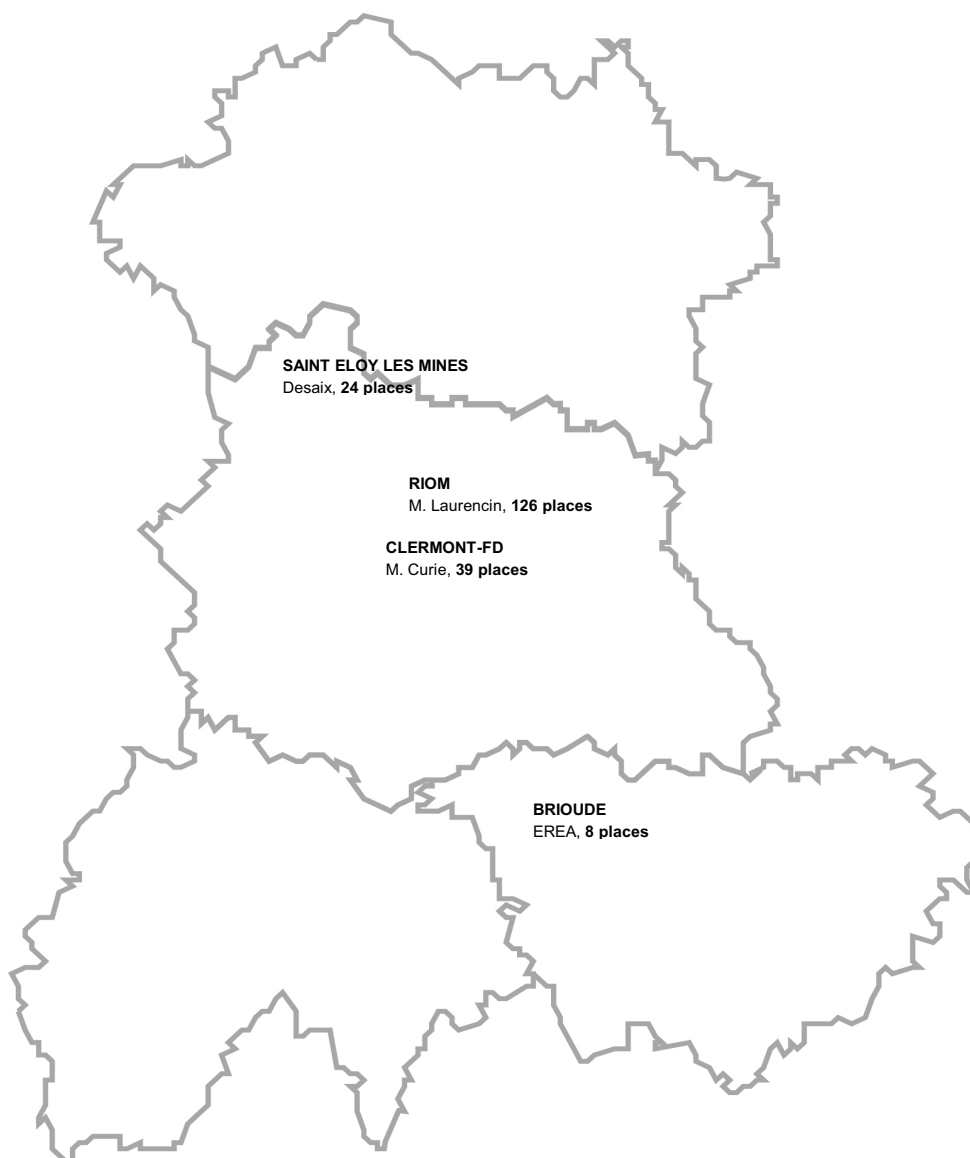 SAINT ELOY LES MINES
Desaix, 24 places
RIOM
M. Laurencin, 126 places
CLERMONT-FD
M. Curie, 39 places
BRIOUDE
EREA, 8 places